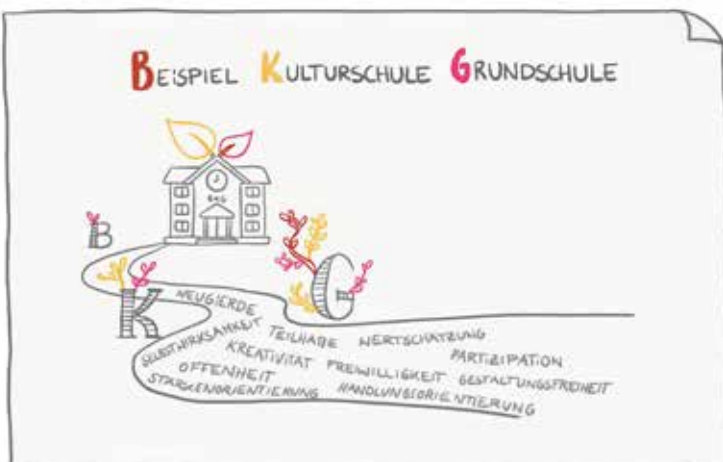 BEISPIEL KULTURSCHULE GRUNDSCHULE
BKG
B
K
G
NEUGIERDE
SELBSTWIRKSAMKEIT TEILHABE WERTSCHÄTZUNG
KREATIVITÄT FREIWILLIGKEIT PARTIZIPATION
OFFENHEIT GESTALTUNGSFREIHEIT
STÄRKENORIENTIERUNG HANDLUNGSORIENTIERUNG